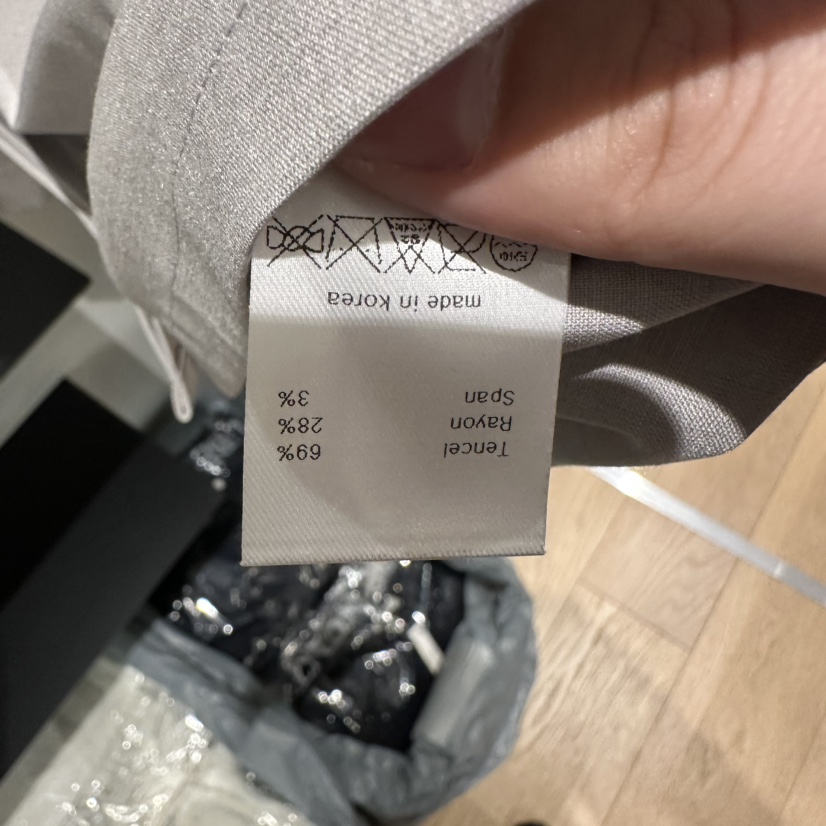 Tencel 69%
Rayon 28%
Span 3%
made in Korea